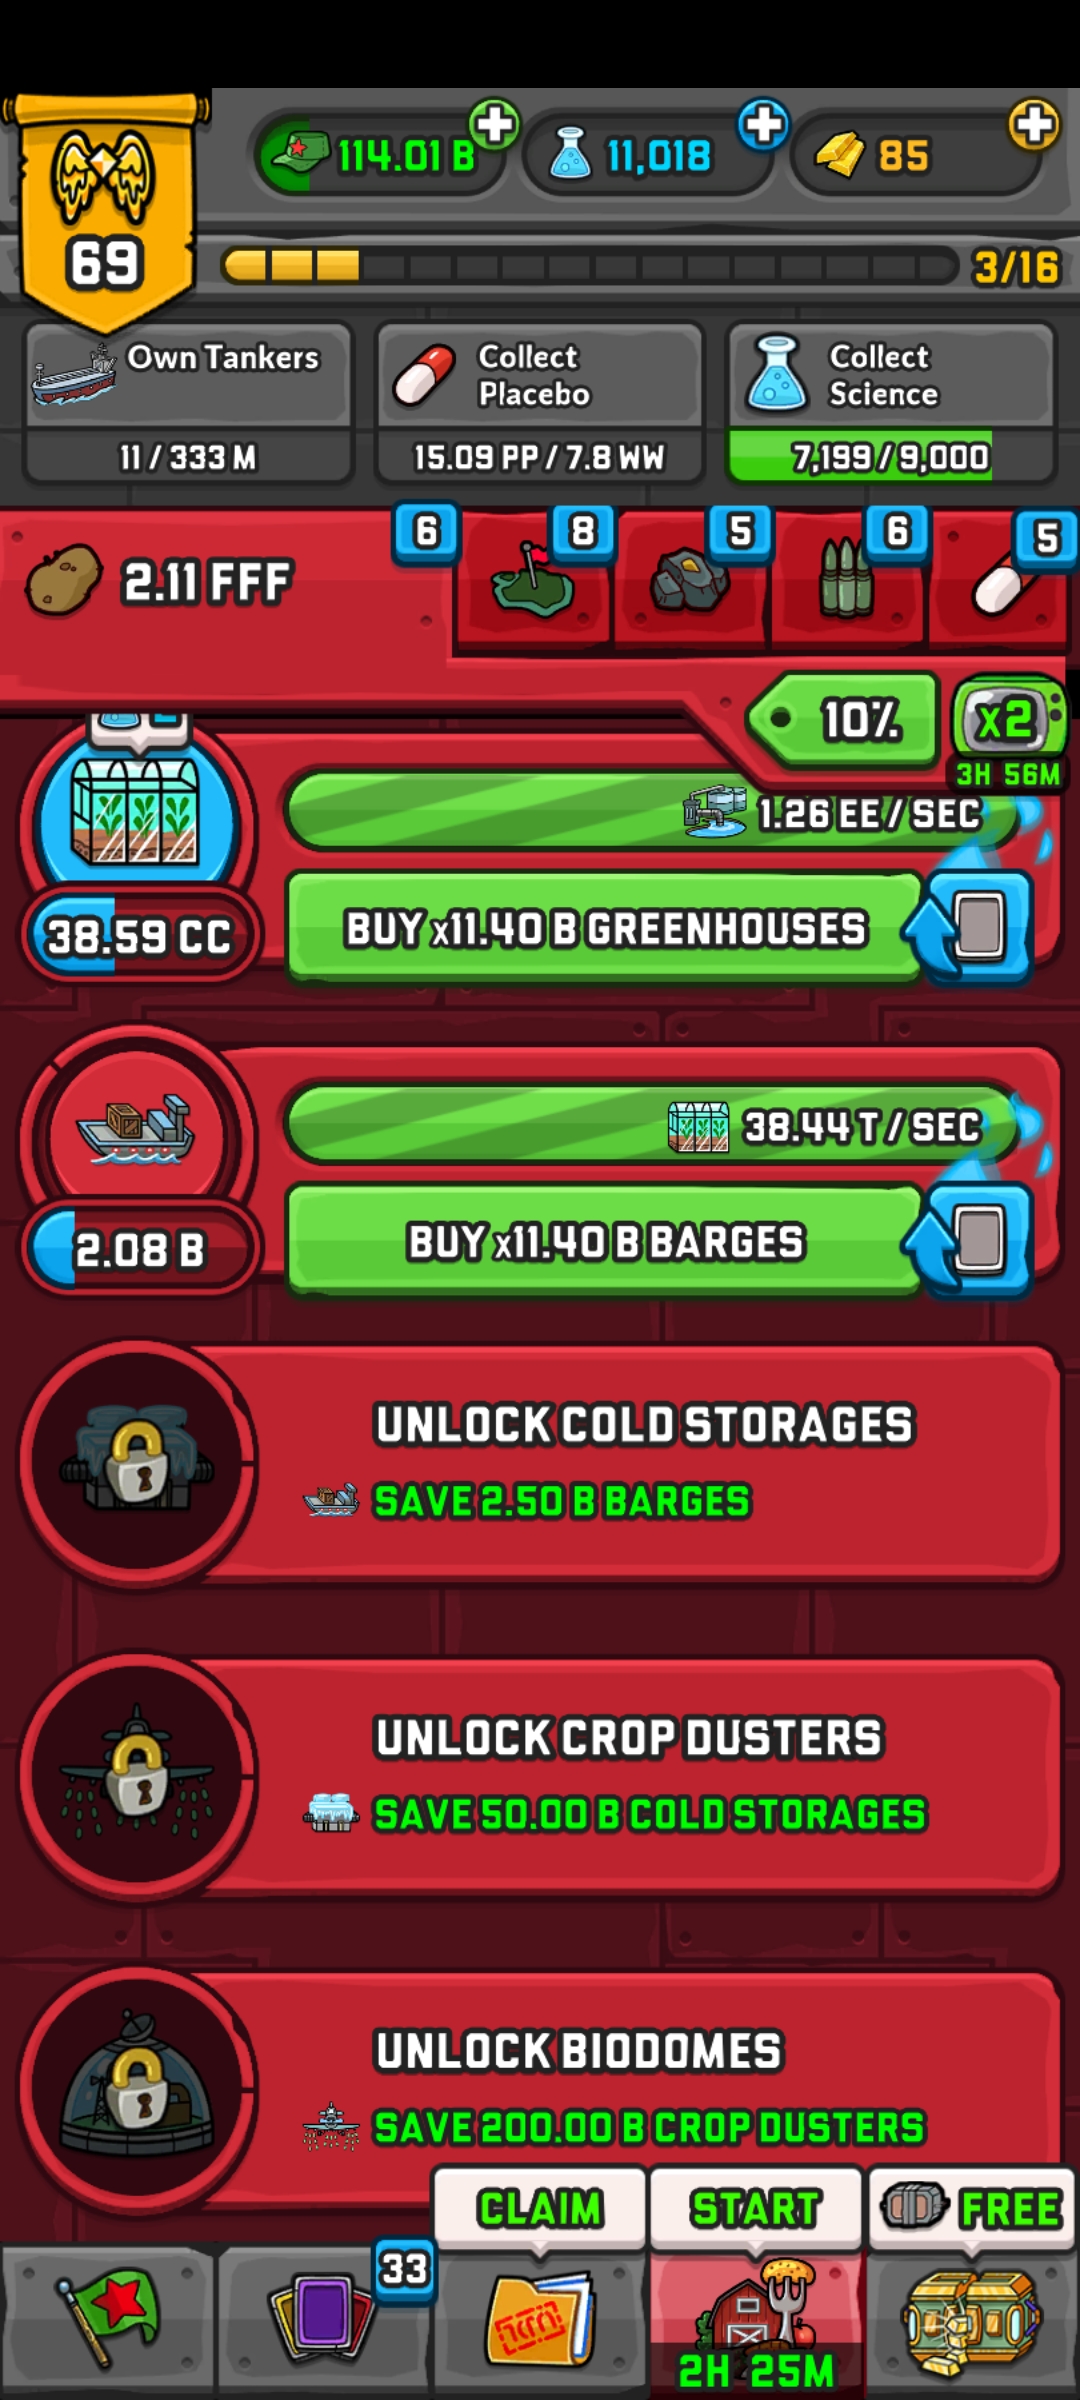 69
114.01 B
11,018
85
3/16
Own Tankers
11 / 333 M
Collect
Placebo
15.09 PP / 7.8 WW
Collect
Science
7,199 / 9,000
2.11 FFF
6
8
5
6
5
10%
x2
3H 56M
1.26 EE / SEC
38.59 CC
BUY x11.40 B GREENHOUSES
38.44 T / SEC
2.08 B
BUY x11.40 B BARGES
UNLOCK COLD STORAGES
SAVE 2.50 B BARGES
UNLOCK CROP DUSTERS
SAVE 50.00 B COLD STORAGES
UNLOCK BIODOMES
SAVE 200.00 B CROP DUSTERS
CLAIM
START
FREE
33
2H 25M